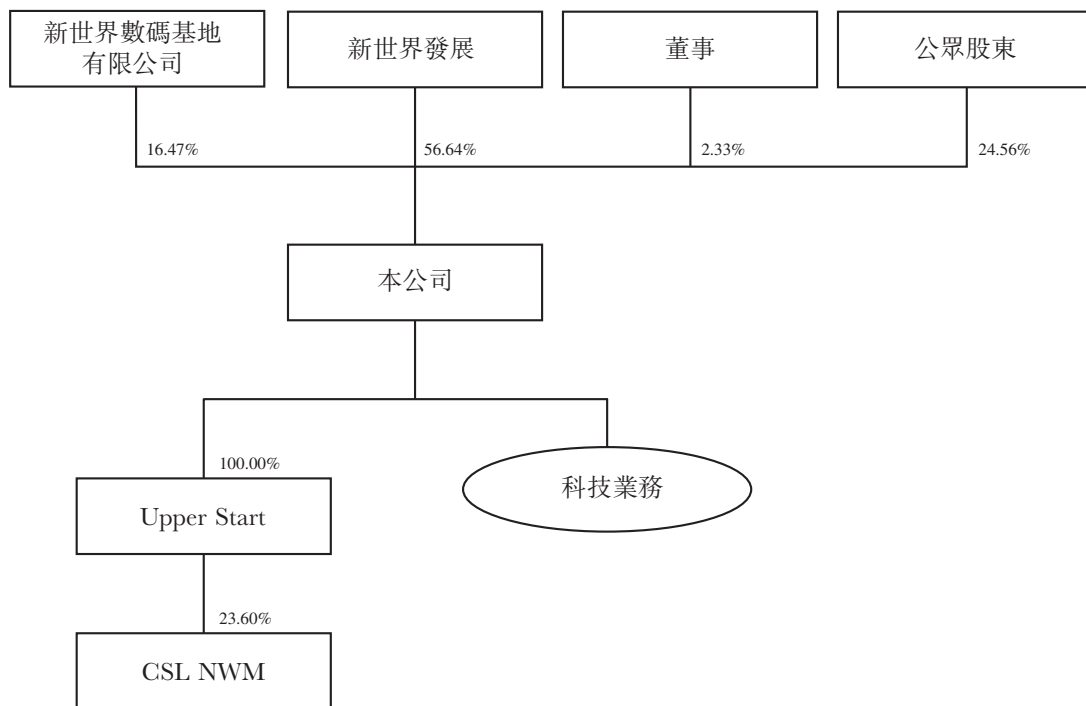 新世界數碼基地
有限公司
新世界發展
董事
公眾股東
16.47%
56.64%
2.33%
24.56%
本公司
100.00%
Upper Start
科技業務
23.60%
CSL NWM